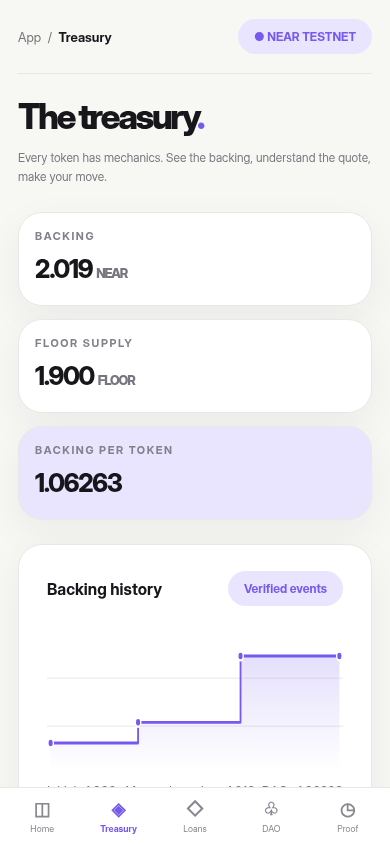 App / Treasury
NEAR TESTNET
The treasury.
Every token has mechanics. See the backing, understand the quote,
make your move.
BACKING
2.019 NEAR
FLOOR SUPPLY
1.900 FLOOR
BACKING PER TOKEN
1.06263
Backing history
Verified events
Home
Treasury
Loans
DAO
Proof